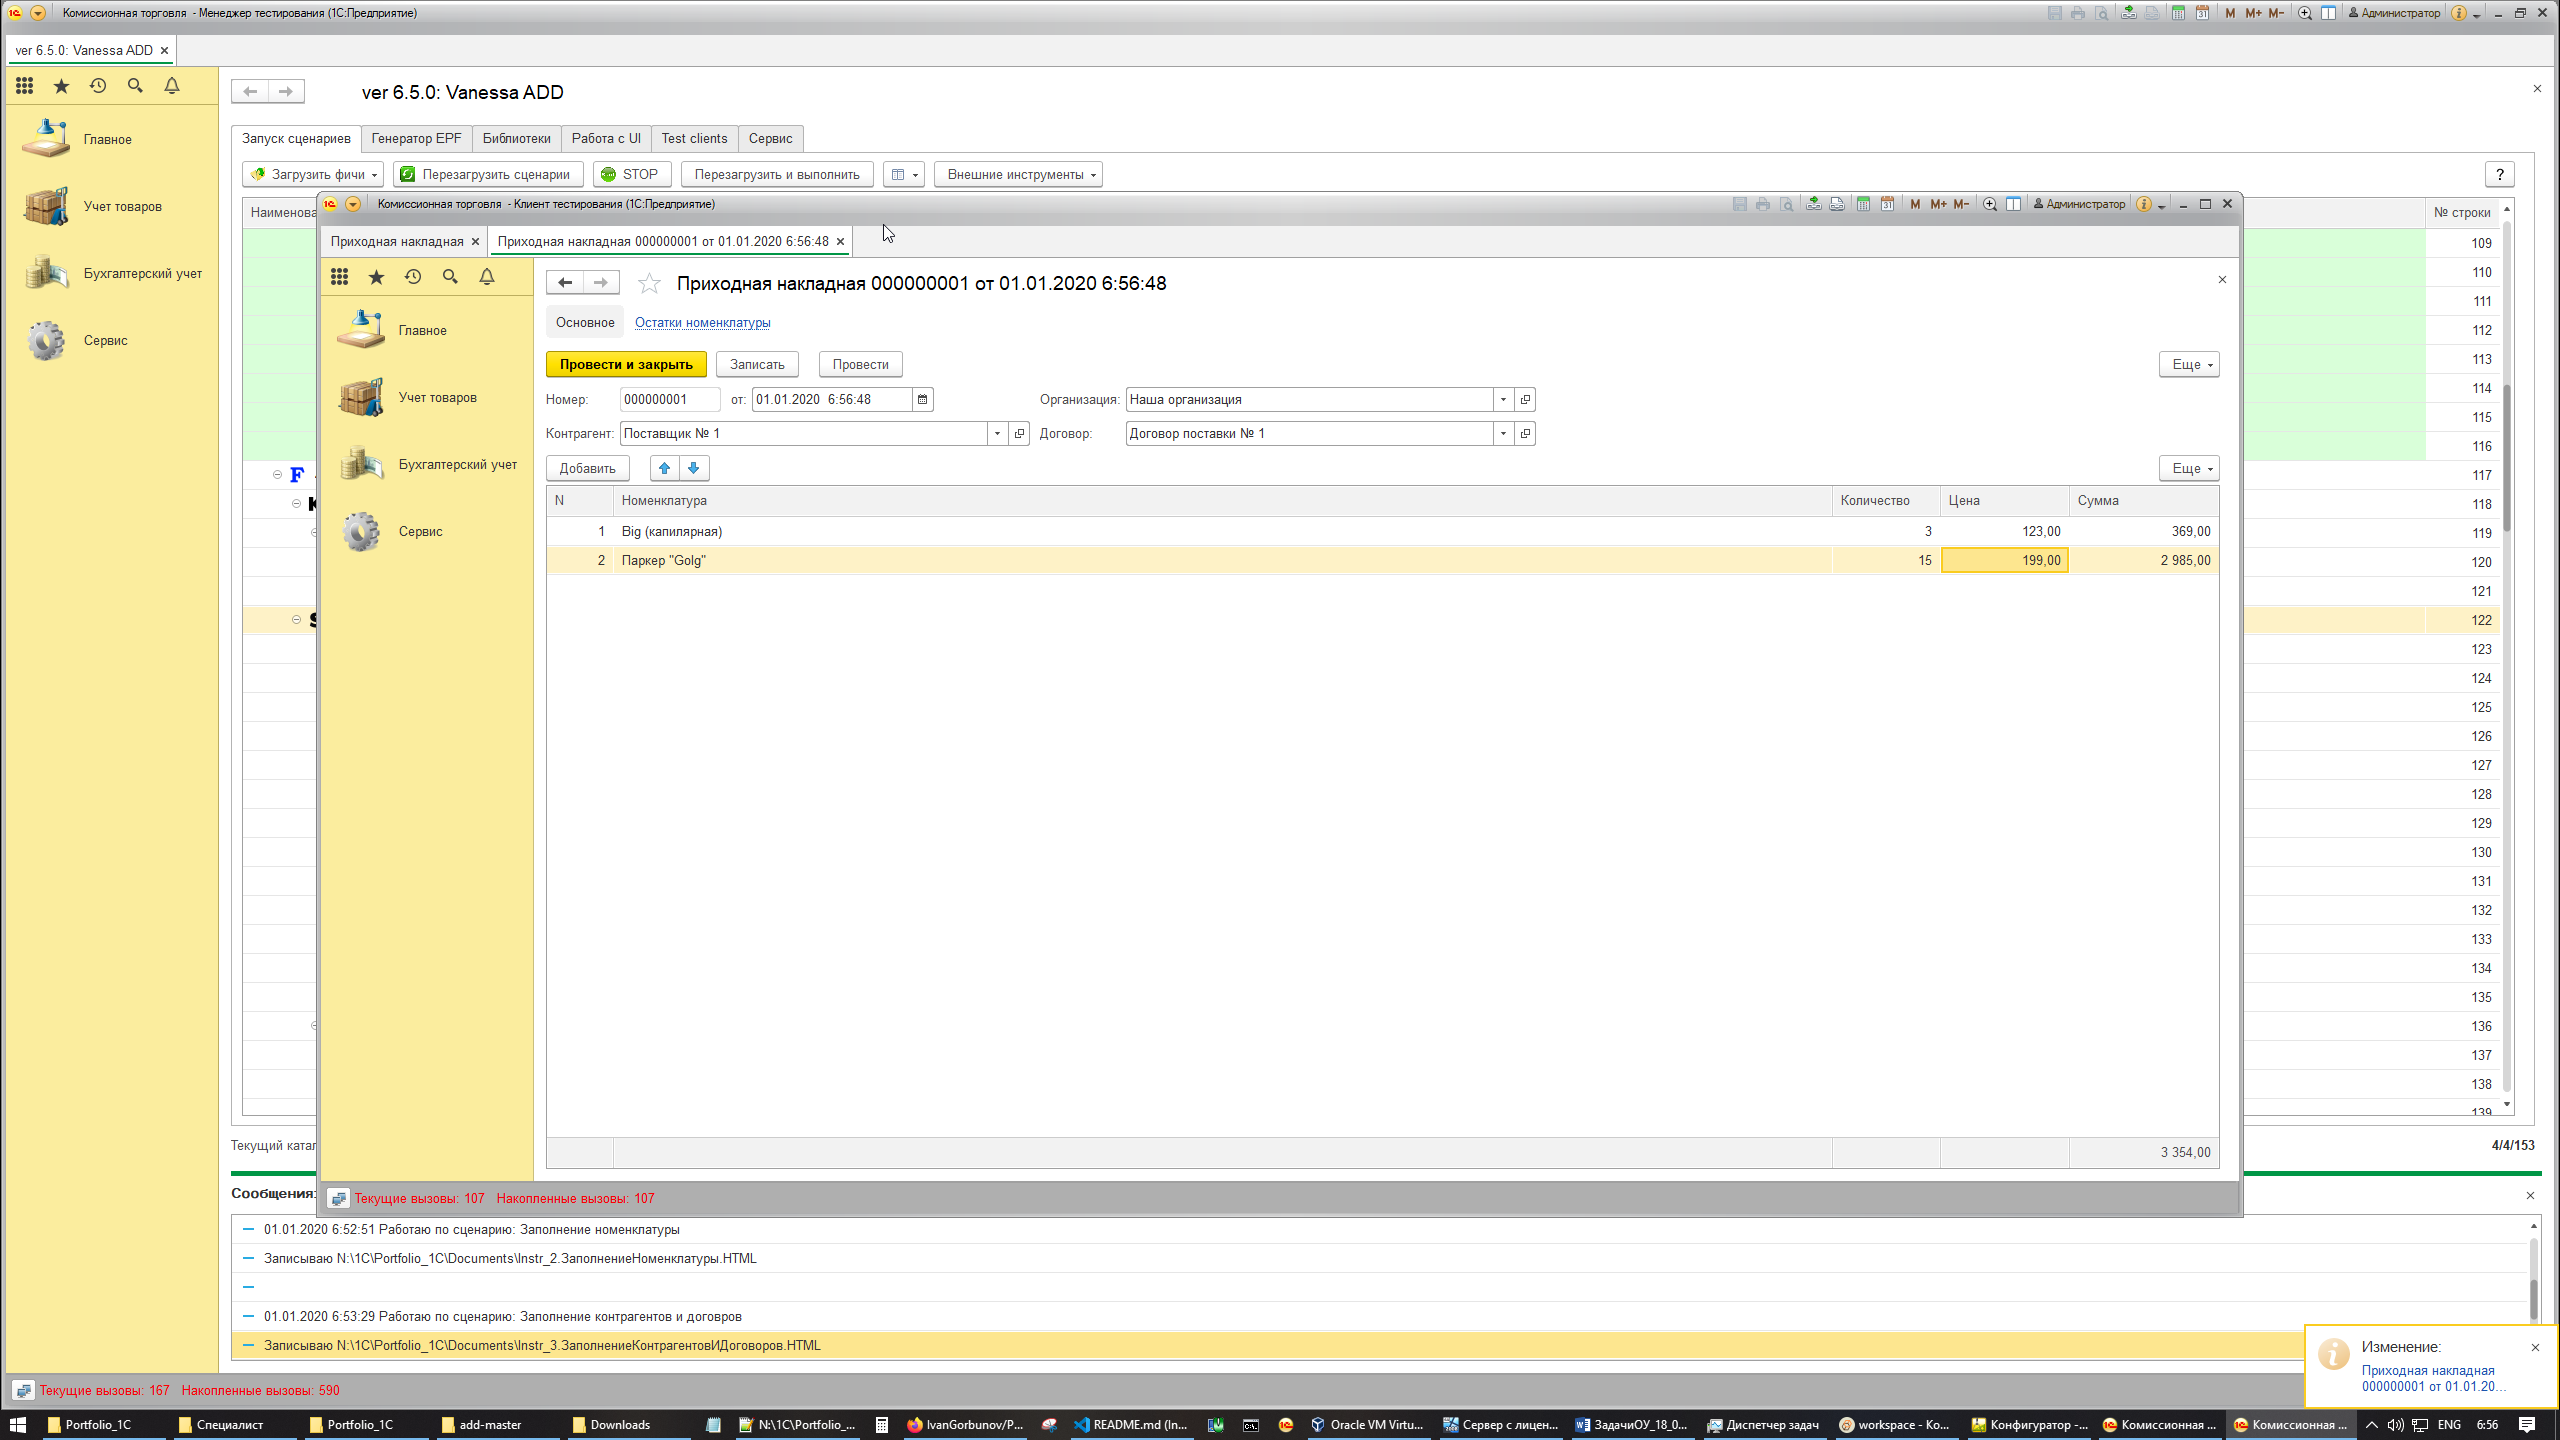 Комиссионная торговля - Менеджер тестирования (1С:Предприятие)
M M+ M- Администратор
ver 6.5.0: Vanessa ADD
ver 6.5.0: Vanessa ADD
Главное
Учет товаров
Бухгалтерский учет
Сервис
Запуск сценариев Генератор EPF Библиотеки Работа с UI Test clients Сервис
Загрузить фичи Перезагрузить сценарии STOP Перезагрузить и выполнить Внешние инструменты ?
№ строки
109
110
111
112
113
114
115
116
117
118
119
120
121
122
123
124
125
126
127
128
129
130
131
132
133
134
135
136
137
138
139
Комиссионная торговля - Клиент тестирования (1С:Предприятие)
M M+ M- Администратор
Приходная накладная Приходная накладная 000000001 от 01.01.2020 6:56:48
Главное
Учет товаров
Бухгалтерский учет
Сервис
Приходная накладная 000000001 от 01.01.2020 6:56:48
Основное Остатки номенклатуры
Провести и закрыть Записать Провести Еще
Номер: 000000001 от: 01.01.2020 6:56:48 Организация: Наша организация
Контрагент: Поставщик № 1 Договор: Договор поставки № 1
Добавить Еще
N Номенклатура Количество Цена Сумма
1 Big (капилярная) 3 123,00 369,00
2 Паркер "Golg" 15 199,00 2 985,00
3 354,00
Текущие вызовы: 107 Накопленные вызовы: 107
4/4/153
Сообщения:
01.01.2020 6:52:51 Работаю по сценарию: Заполнение номенклатуры
Записываю N:\1C\Portfolio_1C\Documents\Instr_2.ЗаполнениеНоменклатуры.HTML
01.01.2020 6:53:29 Работаю по сценарию: Заполнение контрагентов и договров
Записываю N:\1C\Portfolio_1C\Documents\Instr_3.ЗаполнениеКонтрагентовИДоговоров.HTML
Изменение:
Приходная накладная
000000001 от 01.01.20...
Текущие вызовы: 167 Накопленные вызовы: 590
Portfolio_1C Специалист Portfolio_1C add-master Downloads N:\1C\Portfolio_... IvanGorbunov/P... README.md (In... Oracle VM Virtu... Сервер с лицен... ЗадачиОУ_18_0... Диспетчер задач workspace - Ko... Конфигуратор -... Комиссионная ... Комиссионная ... ENG 6:56